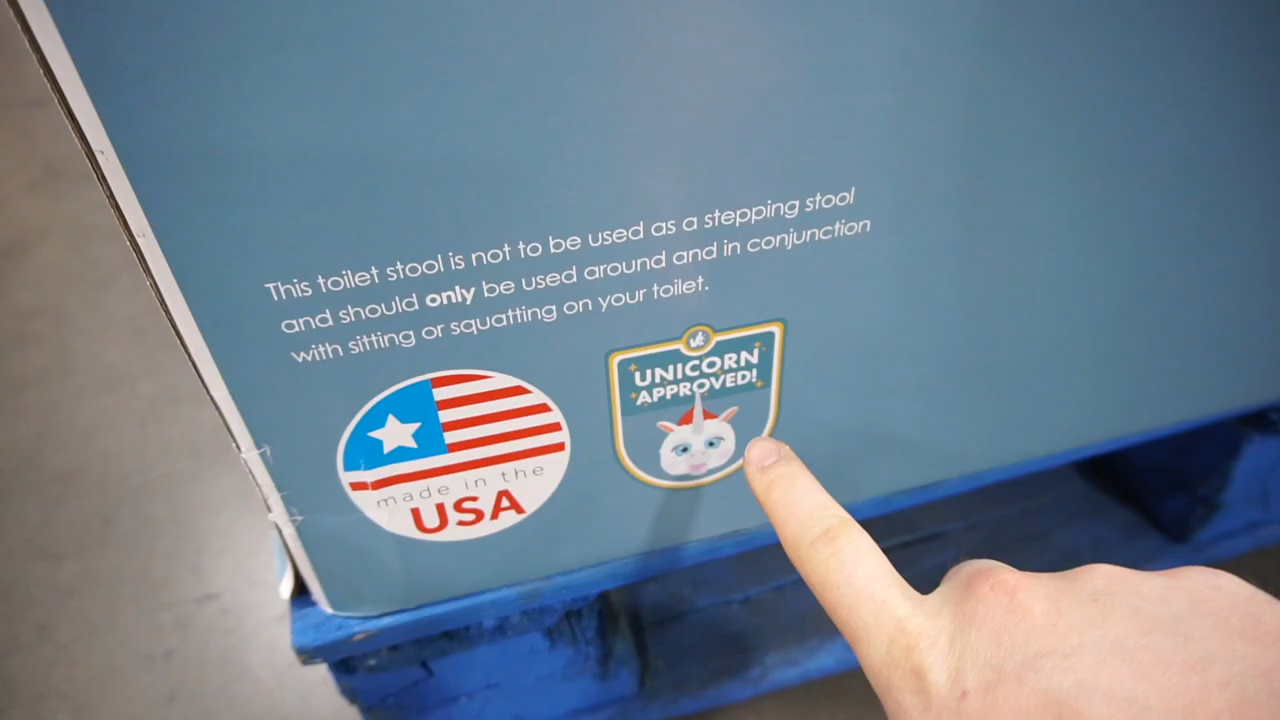 This toilet stool is not to be used as a stepping stool
and should only be used around and in conjunction
with sitting or squatting on your toilet.
made in the
USA
UNICORN
APPROVED!